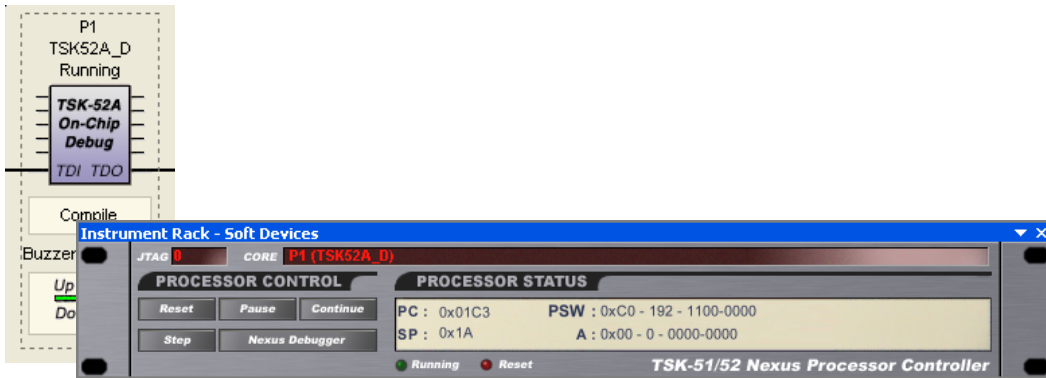 P1
TSK52A_D
Running
TSK-52A
On-Chip
Debug
TDI TDO
Compile
Buzzer
Up
Do
Instrument Rack - Soft Devices
JTAG 0 CORE P1 (TSK52A_D)
PROCESSOR CONTROL
Reset Pause Continue
Step Nexus Debugger
PROCESSOR STATUS
PC : 0x01C3 PSW : 0xC0 - 192 - 1100-0000
SP : 0x1A A : 0x00 - 0 - 0000-0000
Running Reset TSK-51/52 Nexus Processor Controller